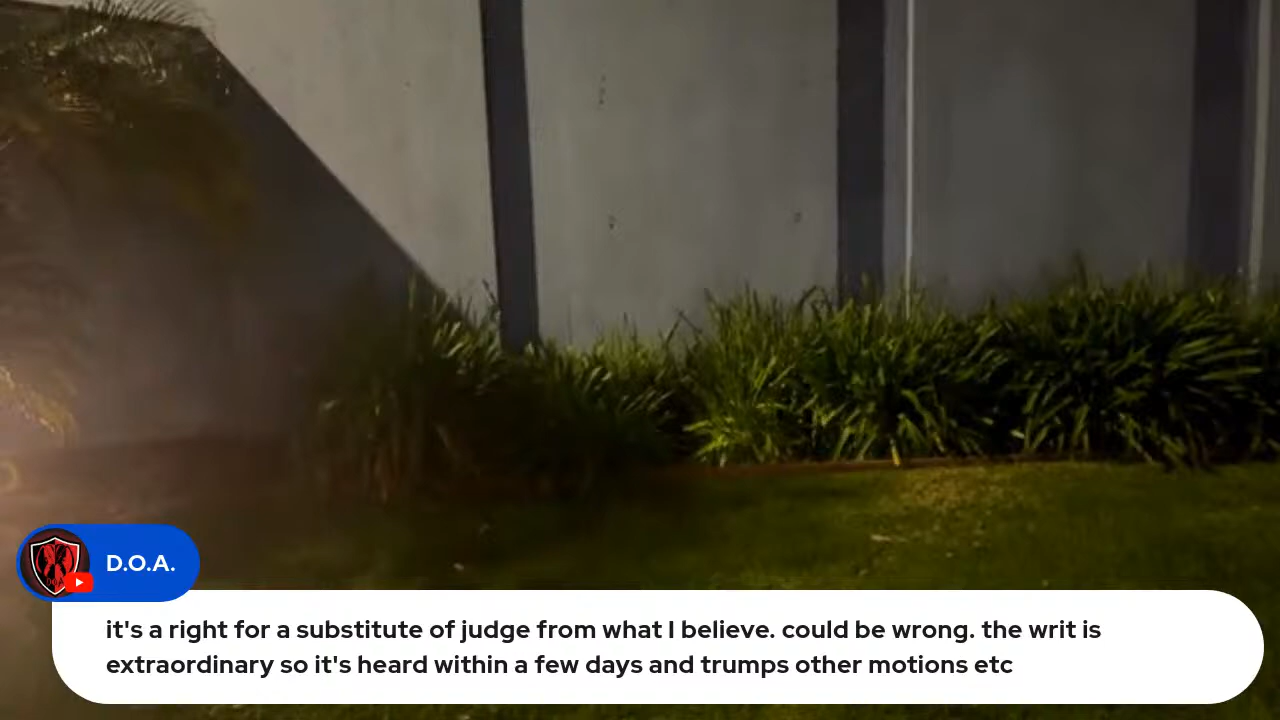 D.O.A.
it's a right for a substitute of judge from what I believe. could be wrong. the writ is
extraordinary so it's heard within a few days and trumps other motions etc